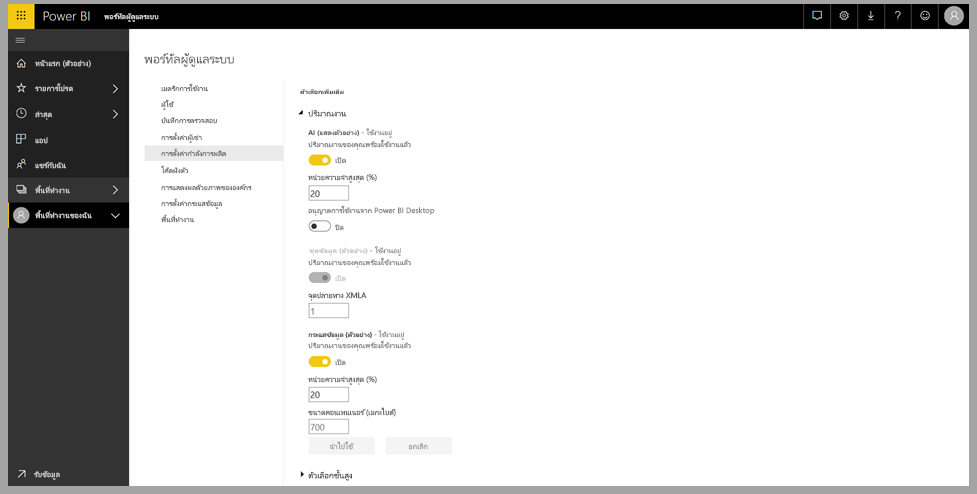 Power BI พอร์ทัลผู้ดูแลระบบ
หน้าแรก (ตัวอย่าง)
รายการโปรด
ล่าสุด
แอป
แชร์กับฉัน
พื้นที่ทำงาน
พื้นที่ทำงานของฉัน
รับข้อมูล
พอร์ทัลผู้ดูแลระบบ
เมตริกการใช้งาน
ผู้ใช้
บันทึกการตรวจสอบ
การตั้งค่าผู้เช่า
การตั้งค่ากำลังการผลิต
โค้ดฝังตัว
การแสดงผลด้วยภาพขององค์กร
การตั้งค่ากระแสข้อมูล
พื้นที่ทำงาน
ตัวเลือกเพิ่มเติม
ปริมาณงาน
AI (แสดงตัวอย่าง) - ใช้งานอยู่
ปริมาณงานของคุณพร้อมใช้งานแล้ว
เปิด
หน่วยความจำสูงสุด (%)
20
อนุญาตการใช้งานจาก Power BI Desktop
ปิด
ชุดข้อมูล (ตัวอย่าง) - ใช้งานอยู่
ปริมาณงานของคุณพร้อมใช้งานแล้ว
เปิด
จุดปลายทาง XMLA
1
กระแสข้อมูล (ตัวอย่าง) - ใช้งานอยู่
ปริมาณงานของคุณพร้อมใช้งานแล้ว
เปิด
หน่วยความจำสูงสุด (%)
20
ขนาดคอนเทนเนอร์ (เมกะไบต์)
700
นำไปใช้ ยกเลิก
ตัวเลือกขั้นสูง